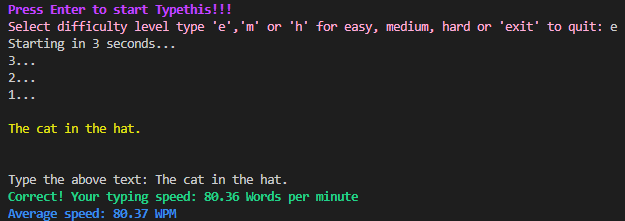 Press Enter to start Typethis!!!
Select difficulty level type 'e','m' or 'h' for easy, medium, hard or 'exit' to quit: e
Starting in 3 seconds...
3...
2...
1...
The cat in the hat.
Type the above text: The cat in the hat.
Correct! Your typing speed: 80.36 Words per minute
Average speed: 80.37 WPM